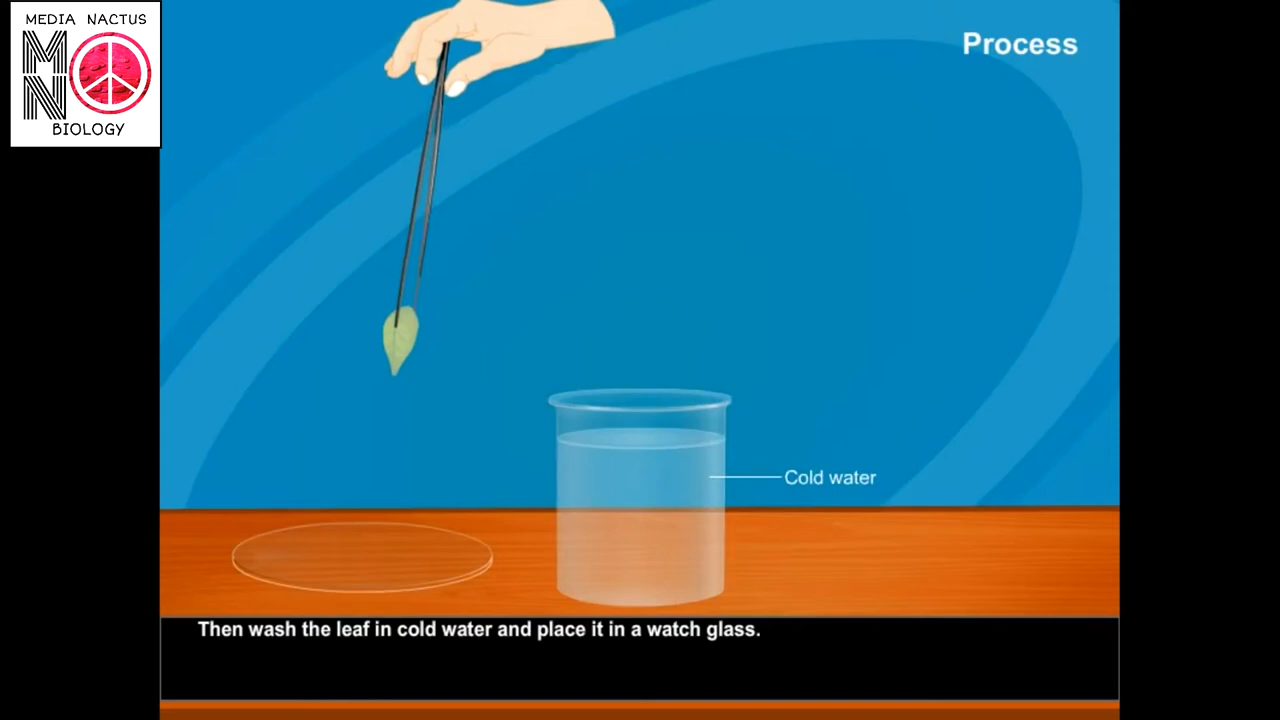 MEDIA NACTUS
MN
BIOLOGY
Process
Cold water
Then wash the leaf in cold water and place it in a watch glass.